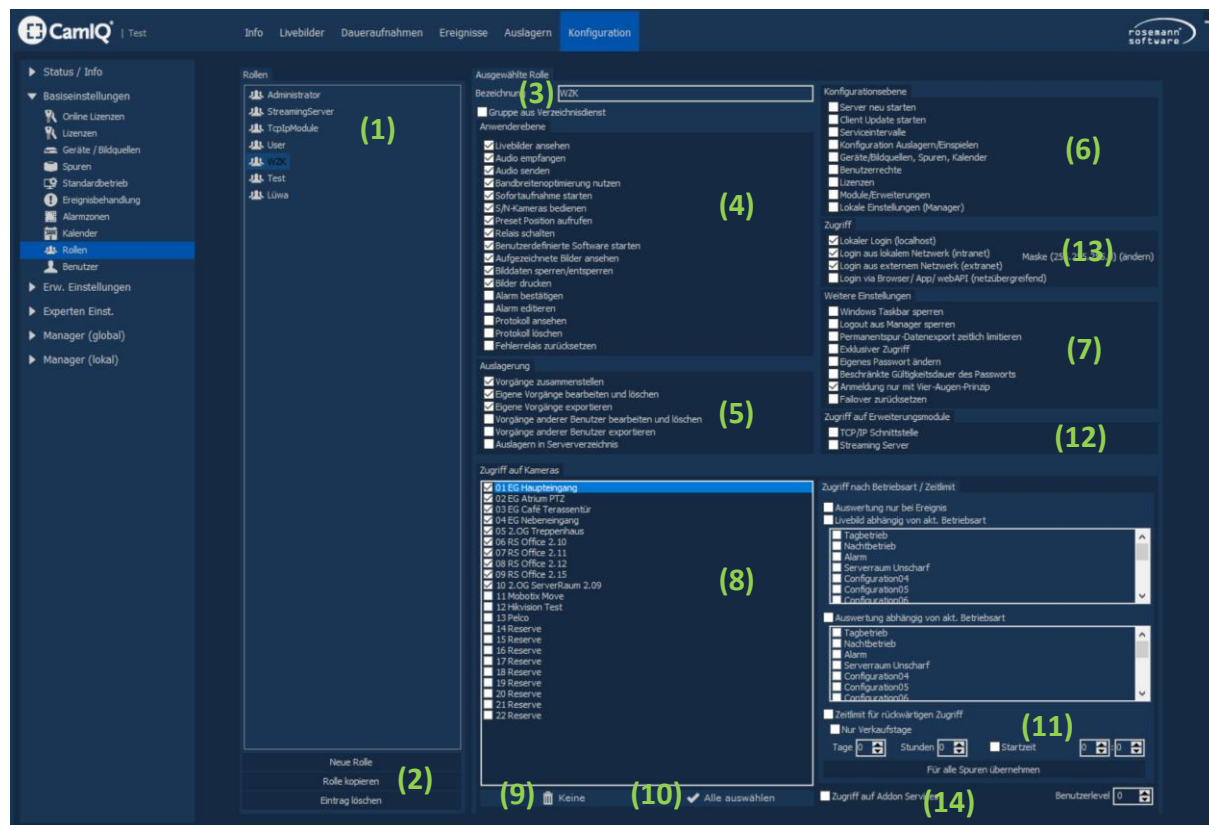 CamIQ | Test
Info Livebilder Daueraufnahmen Ereignisse Auslagern Konfiguration
rosemann software
Status / Info
Basiseinstellungen
Online Lizenzen
Lizenzen
Geräte / Bildquellen
Spuren
Standardbetrieb
Ereignisbehandlung
Alarmzonen
Kalender
Rollen
Benutzer
Erw. Einstellungen
Experten Einst.
Manager (global)
Manager (lokal)
Rollen
Administrator
StreamingServer
TcpIpModule
User
WZK
Test
Lüwa
(1)
Neue Rolle
Rolle kopieren
Eintrag löschen
(2)
Ausgewählte Rolle
Bezeichnung WZK
(3)
Gruppe aus Verzeichnisdienst
Anwenderebene
Livebilder ansehen
Audio empfangen
Audio senden
Bandbreitenoptimierung nutzen
Sofortaufnahme starten
S/N-Kameras bedienen
Preset Position aufrufen
Relais schalten
Benutzerdefinierte Software starten
Aufgezeichnete Bilder ansehen
Bilddaten sperren/entsperren
Bilder drucken
Alarm bestätigen
Alarm editieren
Protokoll ansehen
Protokoll löschen
Fehlerrelais zurücksetzen
(4)
Auslagerung
Vorgänge zusammenstellen
Eigene Vorgänge bearbeiten und löschen
Eigene Vorgänge exportieren
Vorgänge anderer Benutzer bearbeiten und löschen
Vorgänge anderer Benutzer exportieren
Auslagern in Serververzeichnis
(5)
Zugriff auf Kameras
01 EG Haupteingang
02 EG Atrium PTZ
03 EG Café Terassentür
04 EG Nebeneingang
05 2.OG Treppenhaus
06 RS Office 2.10
07 RS Office 2.11
08 RS Office 2.12
09 RS Office 2.15
10 2.OG ServerRaum 2.09
11 Mobotix Move
12 Hikvision Test
13 Pelco
14 Reserve
15 Reserve
16 Reserve
17 Reserve
18 Reserve
19 Reserve
20 Reserve
21 Reserve
22 Reserve
(8)
(9) Keine (10) Alle auswählen
Konfigurationsebene
Server neu starten
Client Update starten
Serviceintervalle
Konfiguration Auslagern/Einspielen
Geräte/Bildquellen, Spuren, Kalender
Benutzerrechte
Lizenzen
Module/Erweiterungen
Lokale Einstellungen (Manager)
(6)
Zugriff
Lokaler Login (localhost)
Login aus lokalem Netzwerk (intranet) Maske (ändern)
Login aus externem Netzwerk (extranet)
Login via Browser/ App/ webAPI (netzübergreifend)
(13)
Weitere Einstellungen
Windows Taskbar sperren
Logout aus Manager sperren
Permanentspur-Datenexport zeitlich limitieren
Exklusiver Zugriff
Eigenes Passwort ändern
Beschränkte Gültigkeitsdauer des Passworts
Anmeldung nur mit Vier-Augen-Prinzip
Failover zurücksetzen
(7)
Zugriff auf Erweiterungsmodule
TCP/IP Schnittstelle
Streaming Server
(12)
Zugriff nach Betriebsart / Zeitlimit
Auswertung nur bei Ereignis
Livebild abhängig von akt. Betriebsart
Tagbetrieb
Nachtbetrieb
Alarm
Serverraum Unscharf
Configuration04
Configuration05
Configuration06
Auswertung abhängig von akt. Betriebsart
Tagbetrieb
Nachtbetrieb
Alarm
Serverraum Unscharf
Configuration04
Configuration05
Configuration06
Zeitlimit für rückwärtigen Zugriff
Nur Verkaufstage
(11)
Tage 0 Stunden 0 Startzeit 0 : 0
Für alle Spuren übernehmen
Zugriff auf Addon (14) Benutzerlevel 0